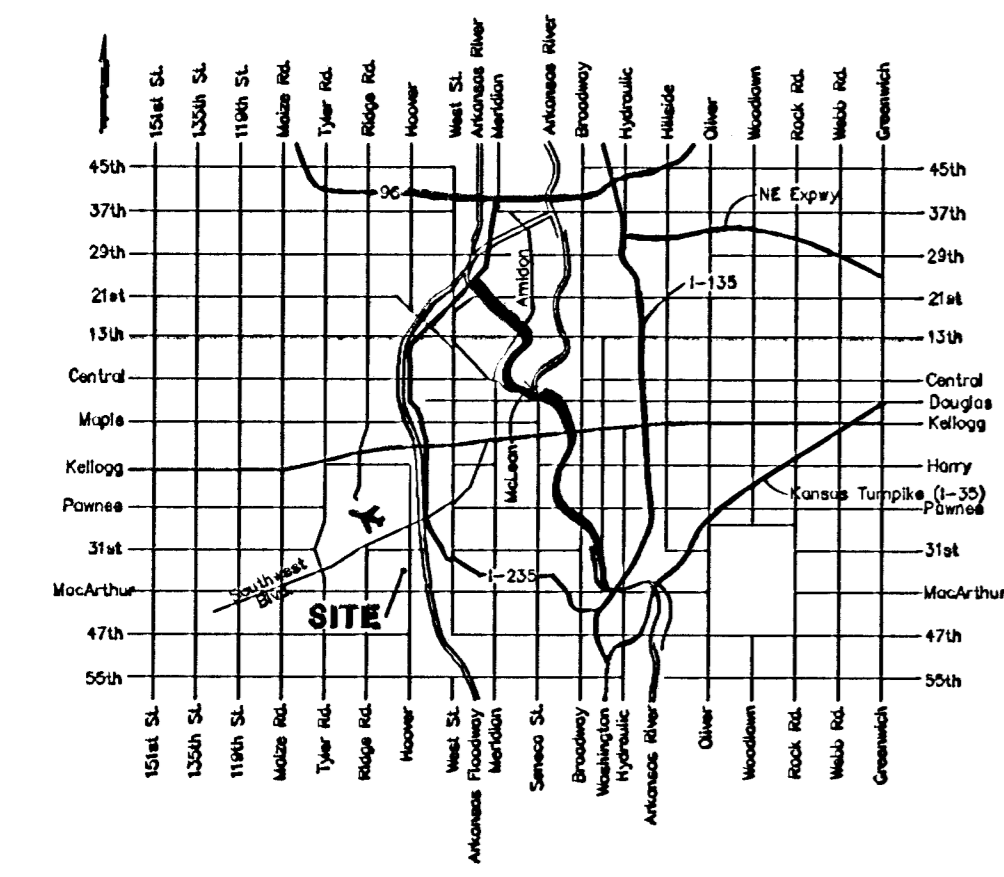 151st St.
135th St.
119th St.
Maize Rd.
Tyler Rd.
Ridge Rd.
Hoover
West St.
Arkansas River
Meridian
Arkansas River
Broadway
Hydraulic
Hillside
Oliver
Woodlawn
Rock Rd.
Webb Rd.
Greenwich
45th
45th
96
NE Expwy
37th
37th
29th
29th
Amidon
I-135
21st
21st
13th
13th
Central
Central
Douglas
Maple
Kellogg
Kellogg
Harry
McLean
Kansas Turnpike (I-35)
Pawnee
Pawnee
31st
31st
Southwest
Blvd.
I-235
MacArthur
MacArthur
SITE
47th
47th
55th
55th
151st St.
135th St.
119th St.
Maize Rd.
Tyler Rd.
Ridge Rd.
Hoover
West St.
Arkansas Floodway
Meridian
Seneca St.
Broadway
Washington
Hydraulic
Arkansas River
Oliver
Woodlawn
Rock Rd.
Webb Rd.
Greenwich